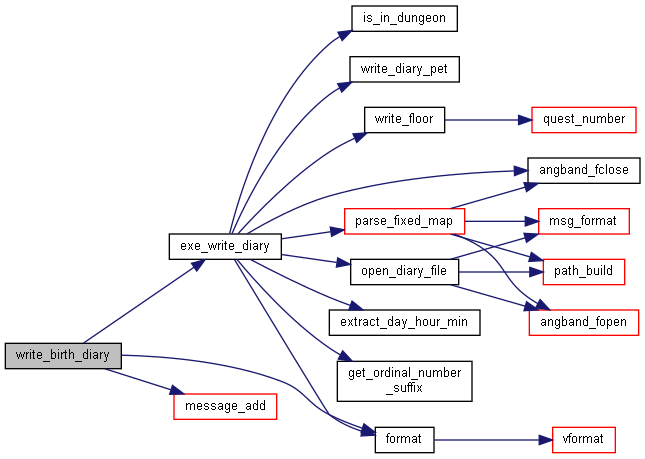 is_in_dungeon
write_diary_pet
write_floor
quest_number
angband_fclose
parse_fixed_map
msg_format
exe_write_diary
open_diary_file
path_build
extract_day_hour_min
angband_fopen
write_birth_diary
get_ordinal_number
_suffix
message_add
format
vformat